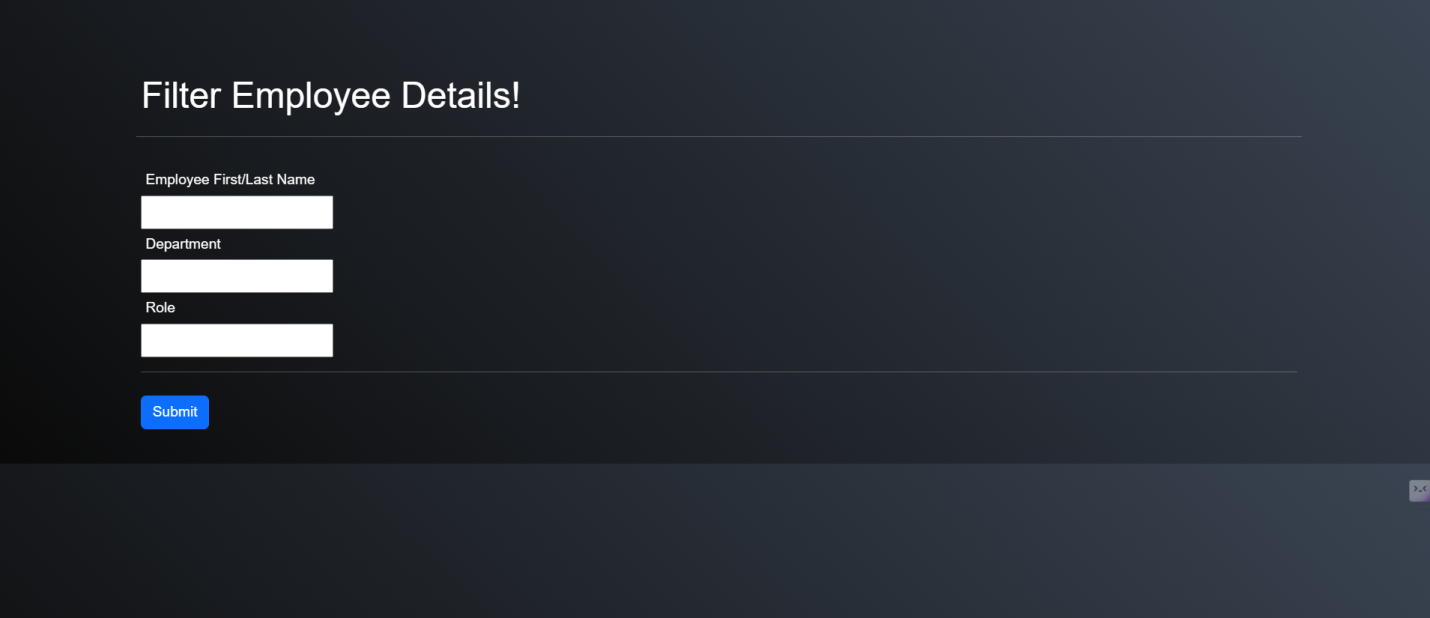 Filter Employee Details!
Employee First/Last Name
Department
Role
Submit